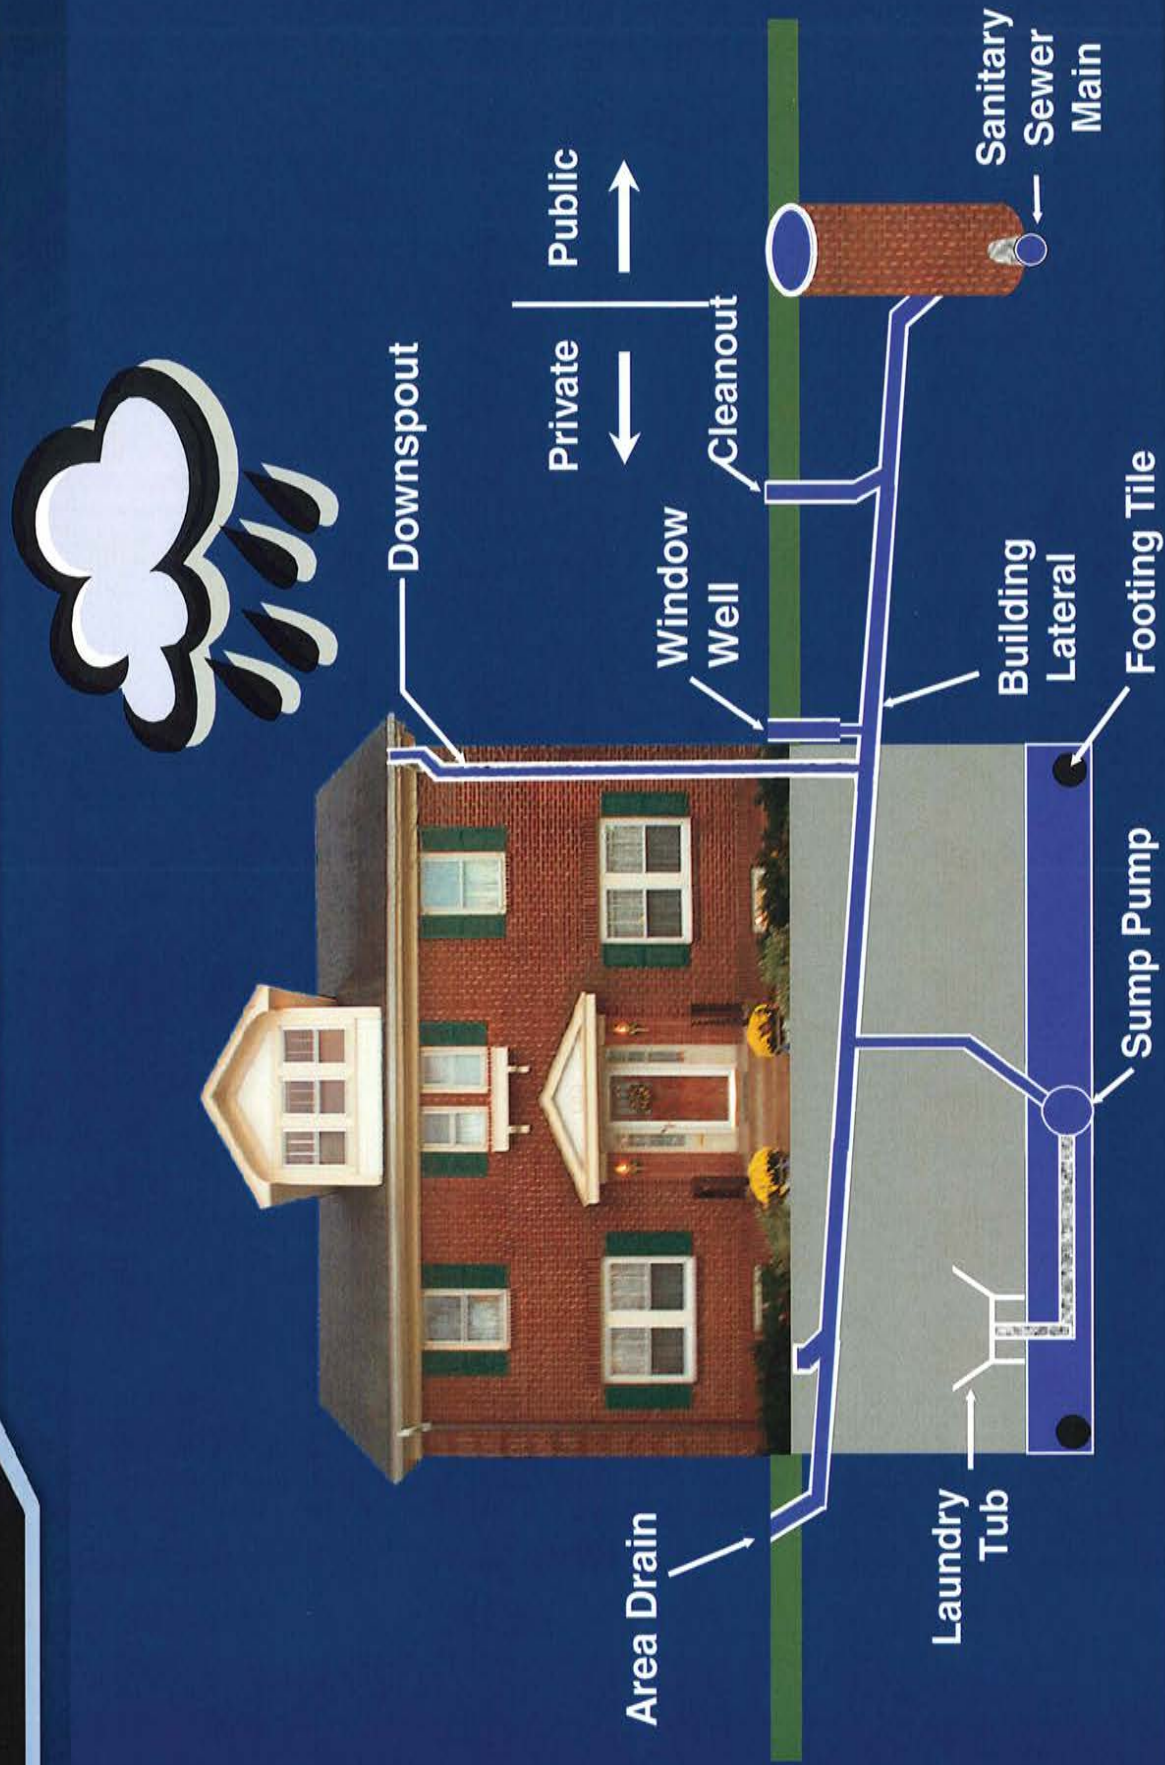 Downspout
Private
Public
Window
Well
Cleanout
Area Drain
Sanitary
Sewer
Main
Building
Lateral
Laundry
Tub
Sump Pump
Footing Tile